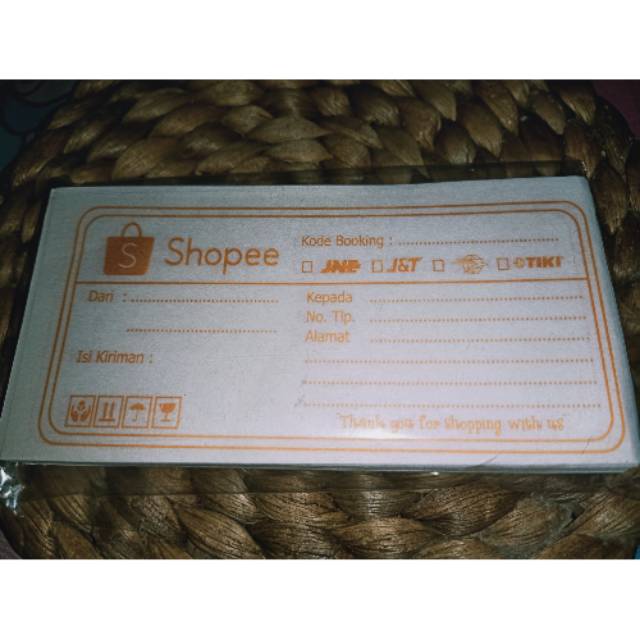 Shopee
Kode Booking :
JNE J&T TIKI
Dari :
Isi Kiriman :
Kepada
No. Tlp.
Alamat
Thank you for shopping with us